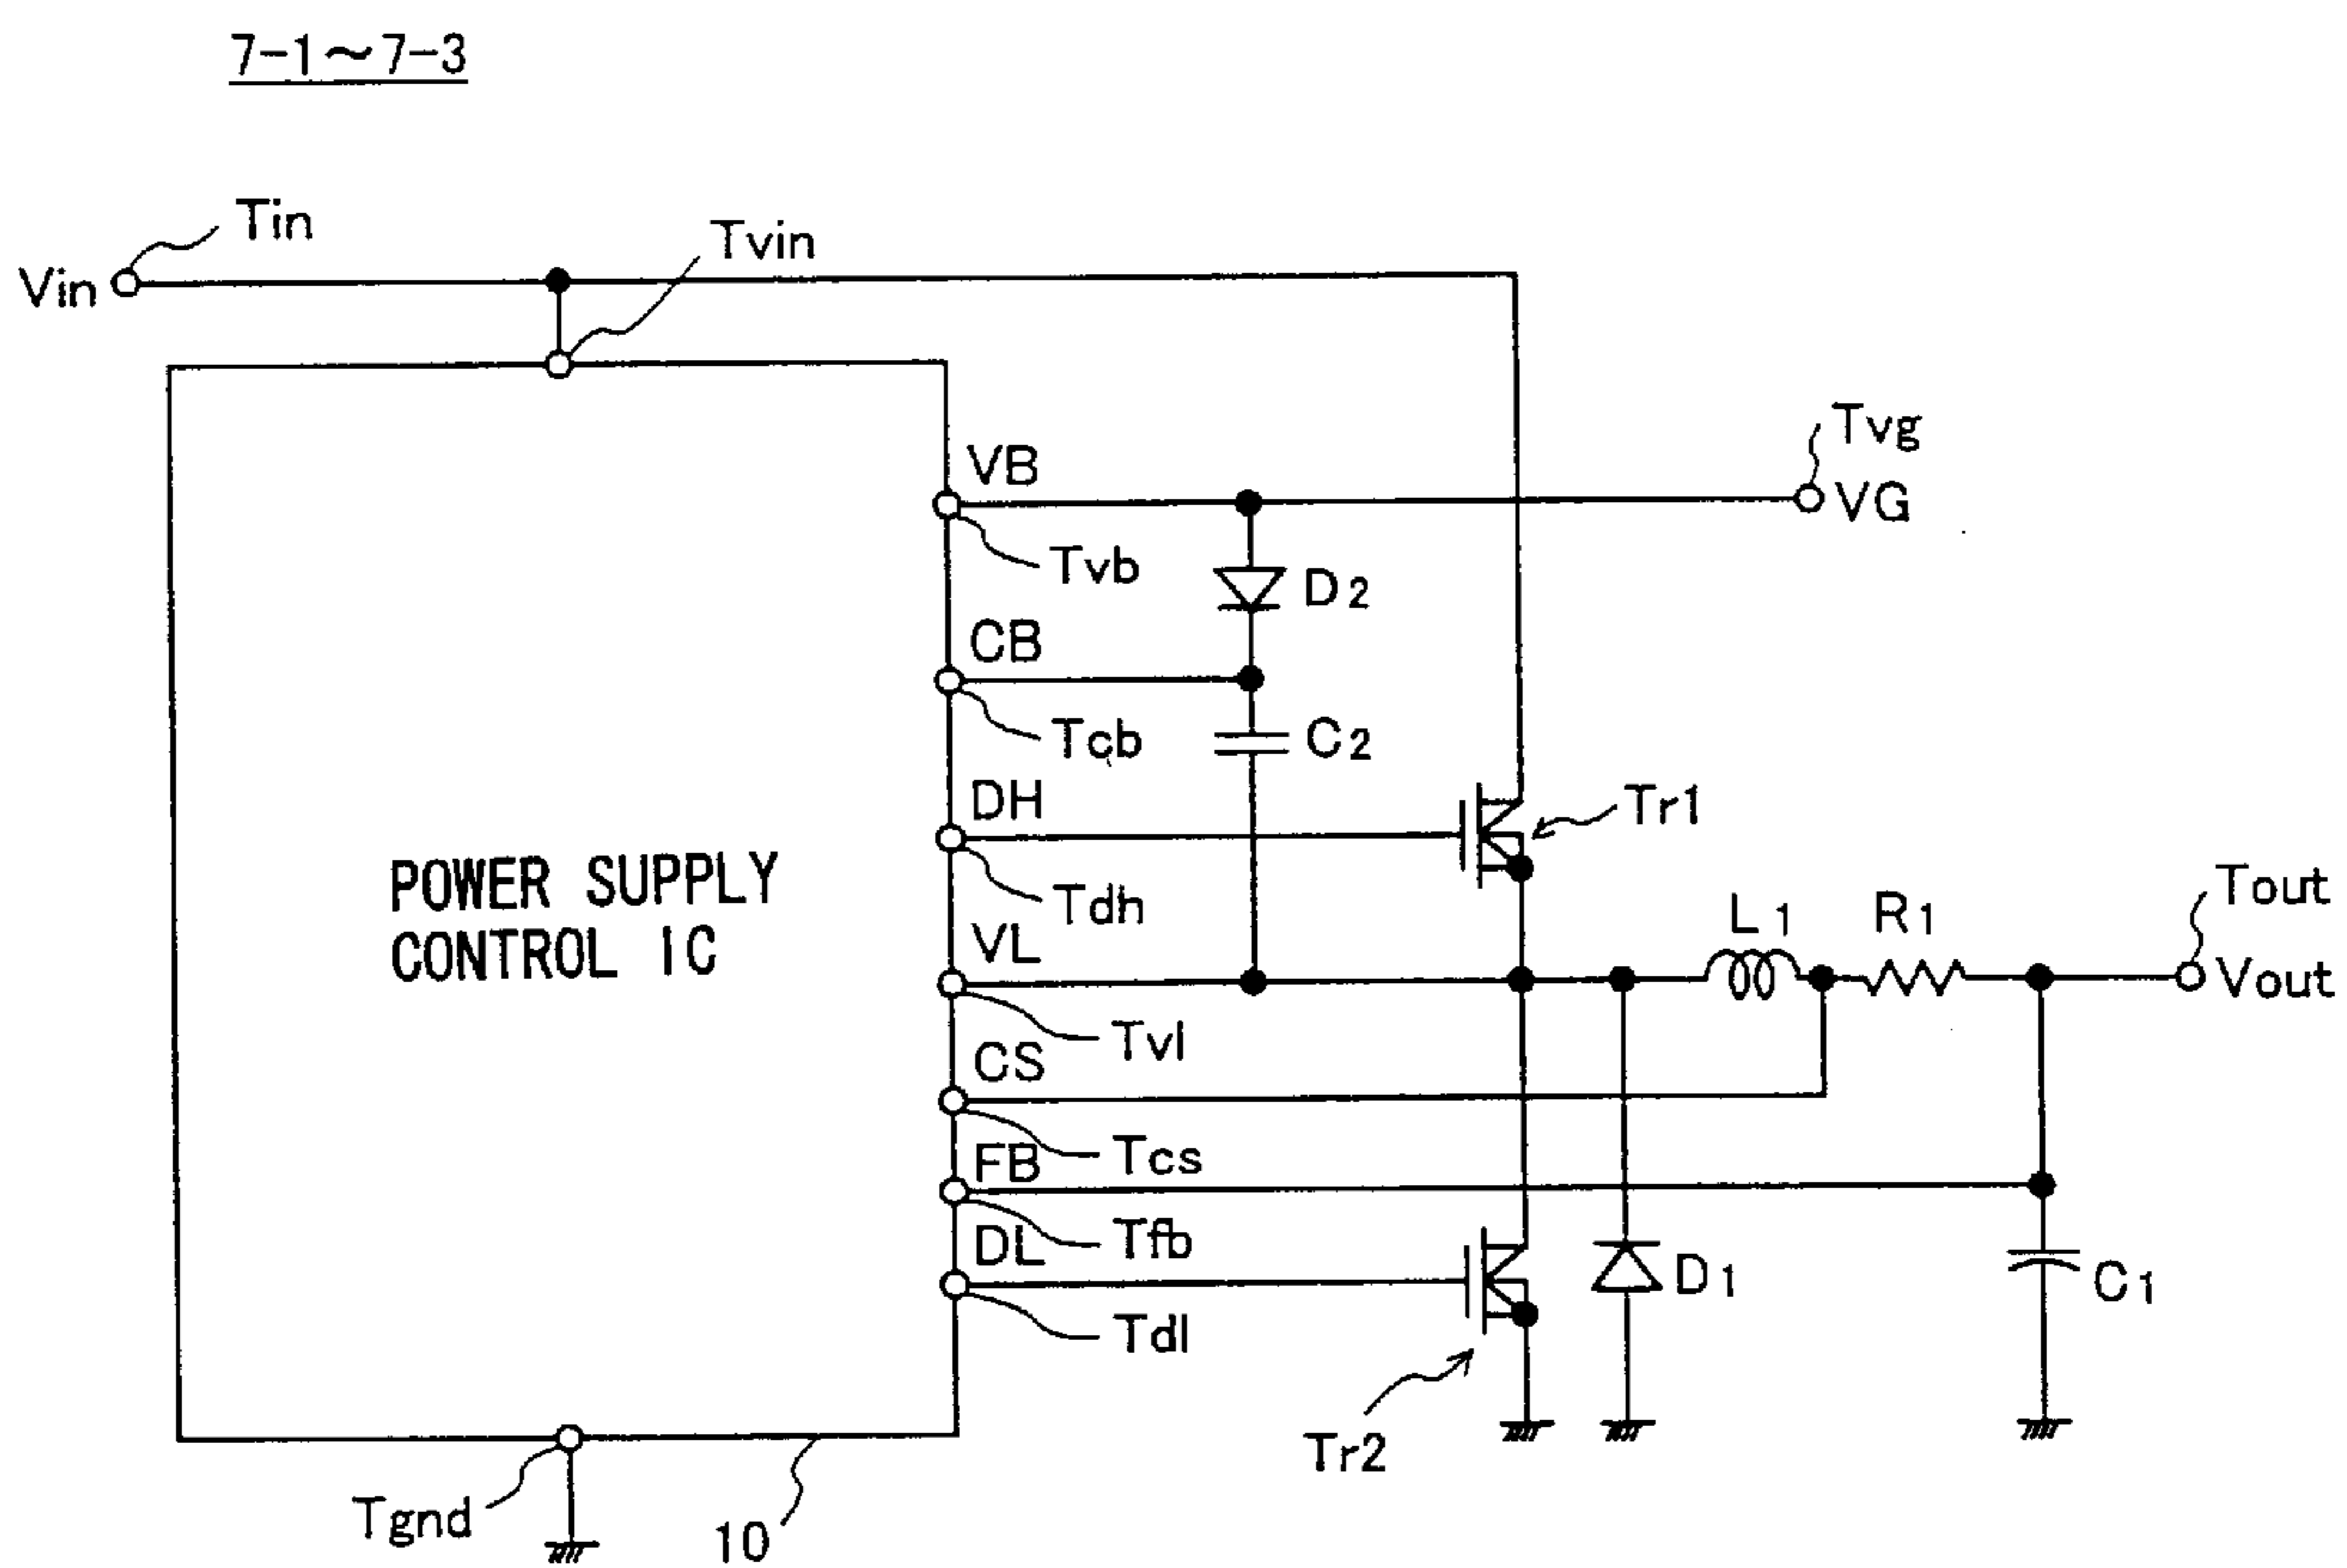 7-1～7-3
Tin
Tvin
Vin
Tvg
VB
VG
Tvb
D2
CB
Tcb
C2
DH
Tr1
POWER SUPPLY
CONTROL IC
Tdh
Tout
L1
R1
VL
Vout
Tvl
CS
Tcs
FB
Tfb
DL
D1
C1
Tdl
Tr2
Tgnd
10